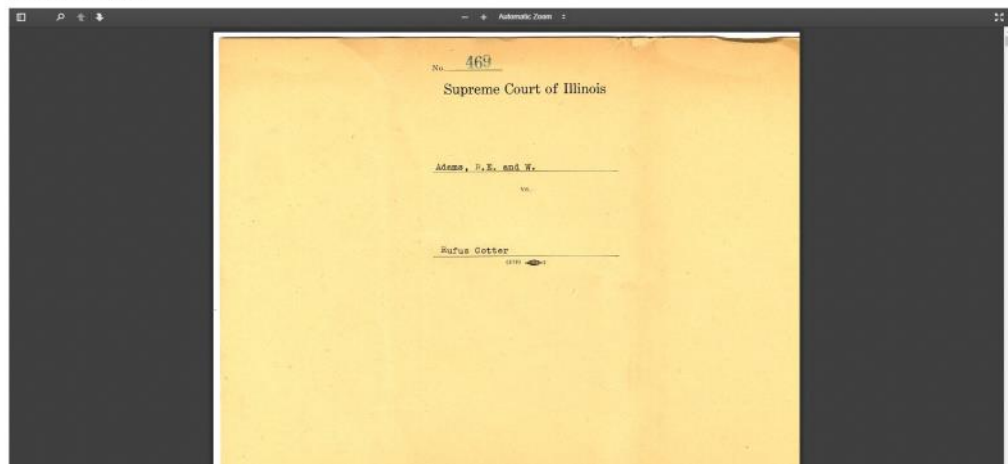 Automatic Zoom
No. 469
Supreme Court of Illinois
Adams, R.E. and W.
vs.
Rufus Cotter